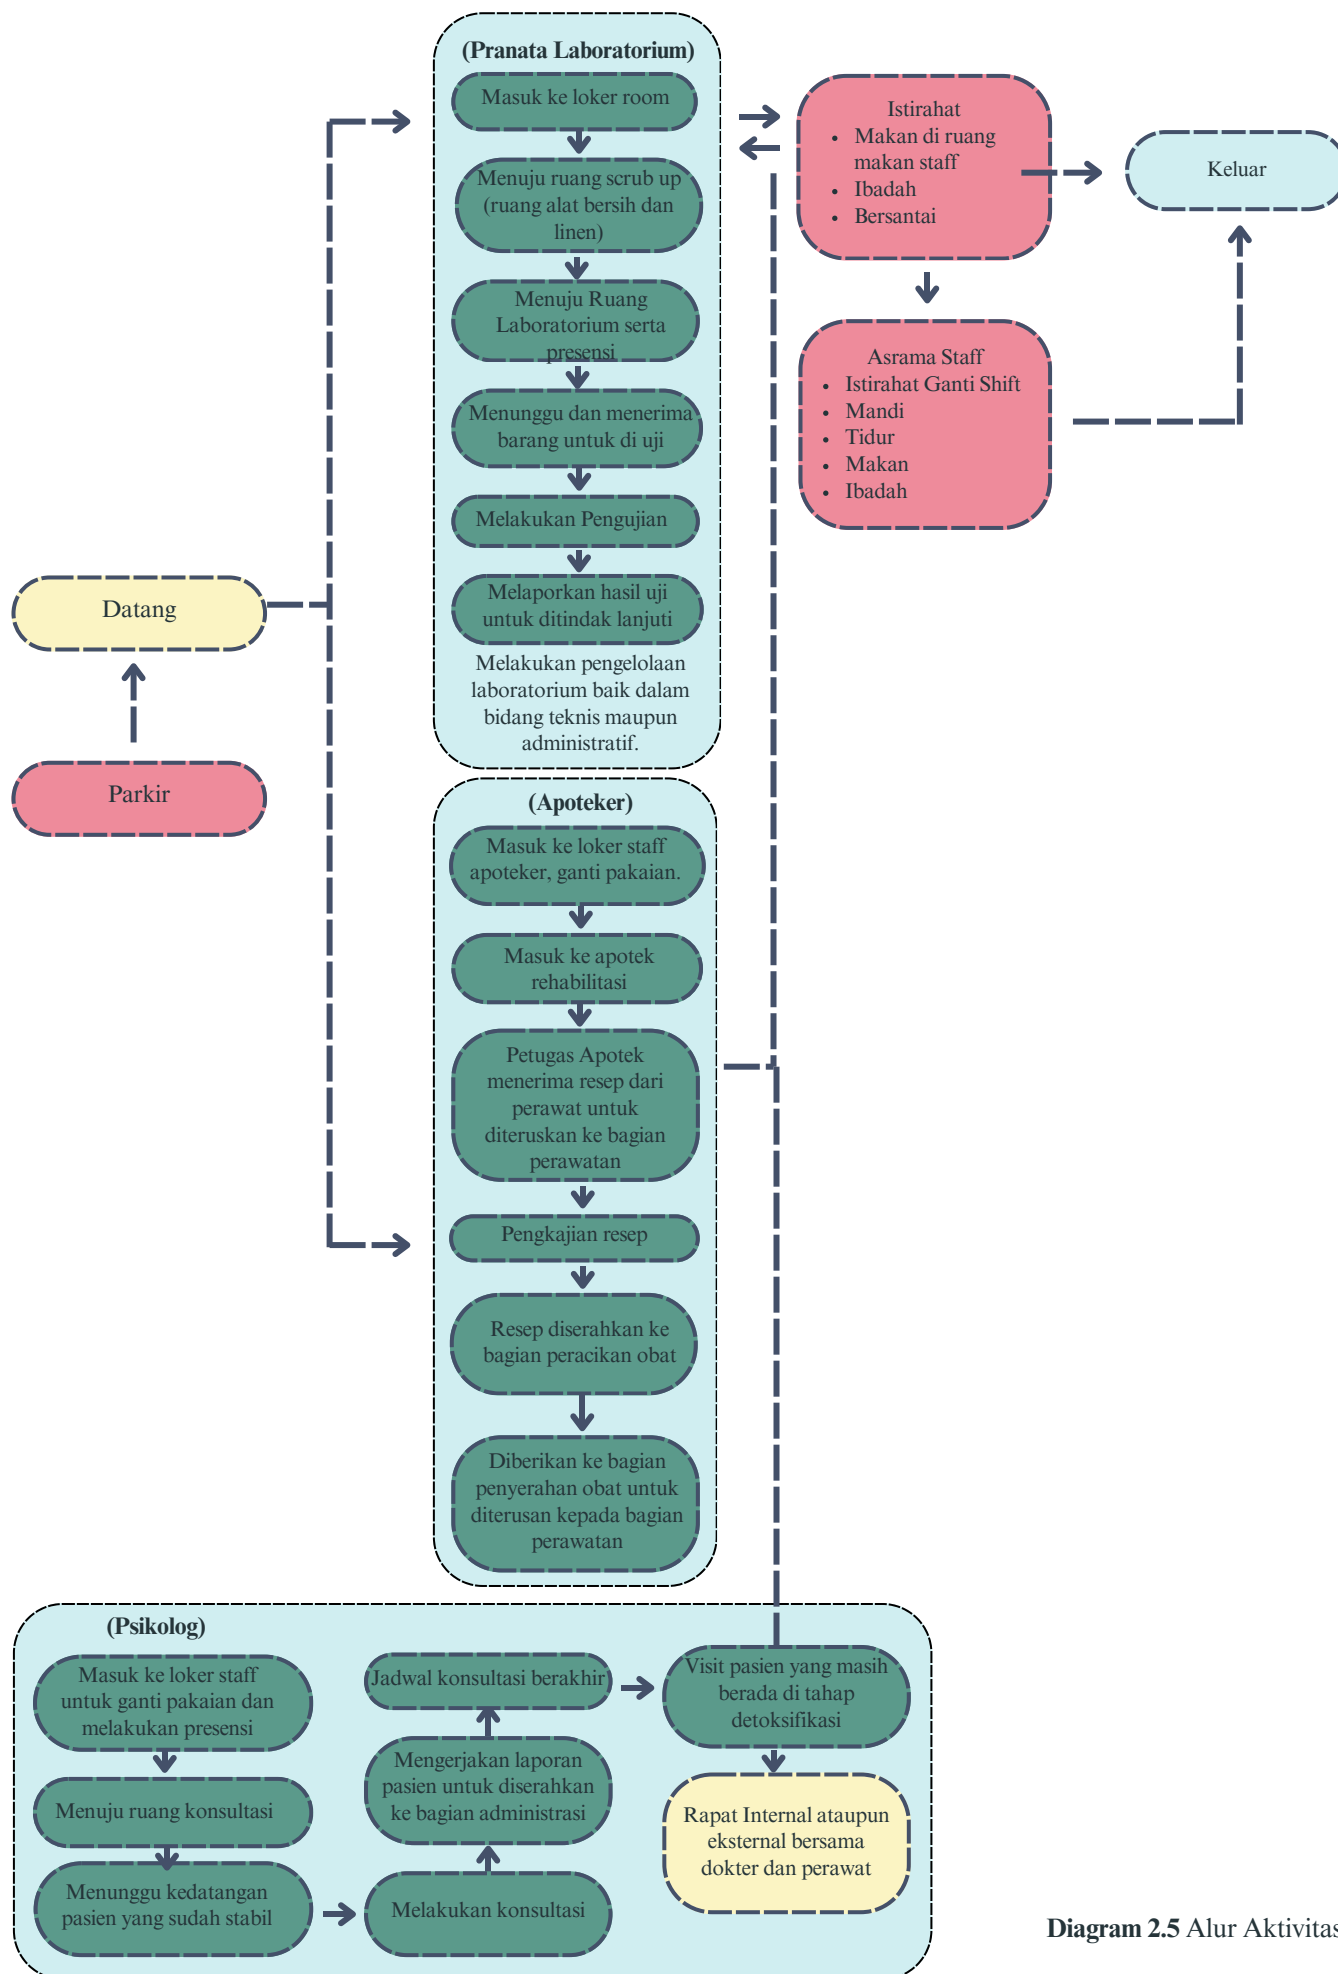 (Pranata Laboratorium)
Masuk ke loker room
Menuju ruang scrub up
(ruang alat bersih dan
linen)
Menuju Ruang
Laboratorium serta
presensi
Menunggu dan menerima
barang untuk di uji
Melakukan Pengujian
Melaporkan hasil uji
untuk ditindak lanjuti
Melakukan pengelolaan
laboratorium baik dalam
bidang teknis maupun
administratif.
Istirahat
• Makan di ruang
makan staff
• Ibadah
• Bersantai
Keluar
Asrama Staff
• Istirahat Ganti Shift
• Mandi
• Tidur
• Makan
• Ibadah
Datang
Parkir
(Apoteker)
Masuk ke loker staff
apoteker, ganti pakaian.
Masuk ke apotek
rehabilitasi
Petugas Apotek
menerima resep dari
perawat untuk
diteruskan ke bagian
perawatan
Pengkajian resep
Resep diserahkan ke
bagian peracikan obat
Diberikan ke bagian
penyerahan obat untuk
diterusan kepada bagian
perawatan
(Psikolog)
Masuk ke loker staff
untuk ganti pakaian dan
melakukan presensi
Menuju ruang konsultasi
Menunggu kedatangan
pasien yang sudah stabil
Melakukan konsultasi
Mengerjakan laporan
pasien untuk diserahkan
ke bagian administrasi
Jadwal konsultasi berakhir
Visit pasien yang masih
berada di tahap
detoksifikasi
Rapat Internal ataupun
eksternal bersama
dokter dan perawat
Diagram 2.5 Alur Aktivitas